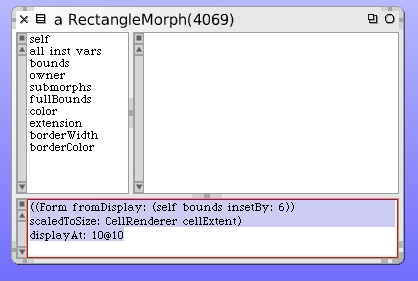 a RectangleMorph(4069)
self
all inst vars
bounds
owner
submorphs
fullBounds
color
extension
borderWidth
borderColor
((Form fromDisplay: (self bounds insetBy: 6))
scaledToSize: CellRenderer cellExtent)
displayAt: 10@10